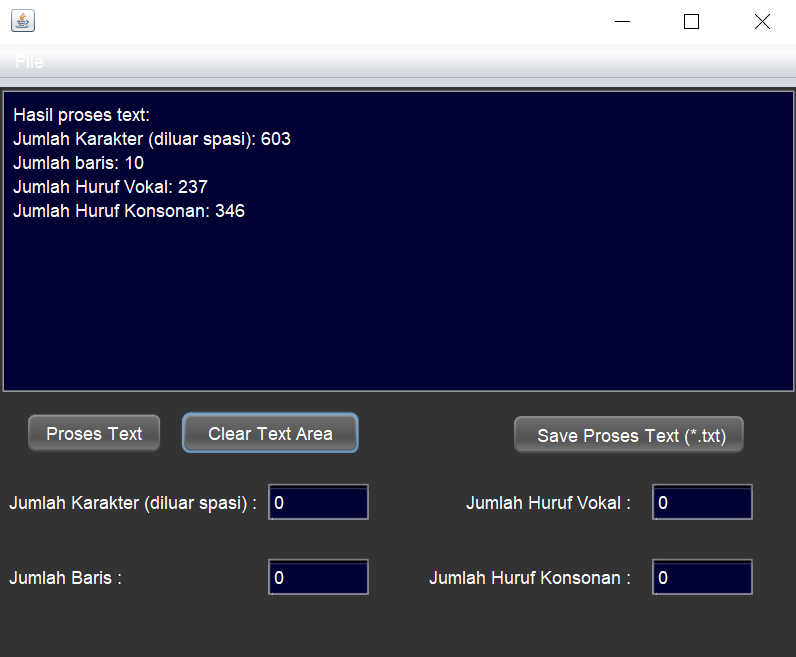 File
Hasil proses text:
Jumlah Karakter (diluar spasi): 603
Jumlah baris: 10
Jumlah Huruf Vokal: 237
Jumlah Huruf Konsonan: 346
Proses Text
Clear Text Area
Save Proses Text (*.txt)
Jumlah Karakter (diluar spasi) : 0
Jumlah Huruf Vokal : 0
Jumlah Baris : 0
Jumlah Huruf Konsonan : 0